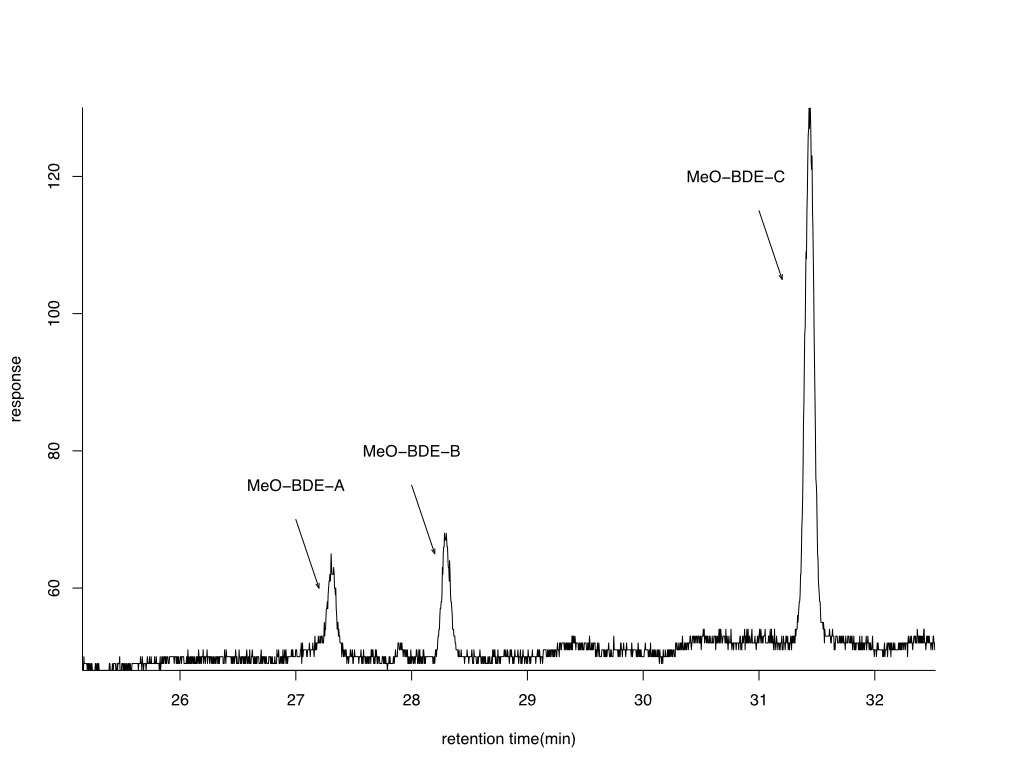 MeO−BDE−C
MeO−BDE−B
MeO−BDE−A
response
120
100
80
60
26 27 28 29 30 31 32
retention time(min)